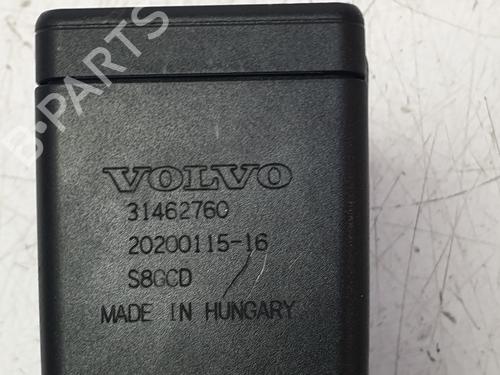 B-PARTS
VOLVO
31462760
20200115-16
S8GCD
MADE IN HUNGARY